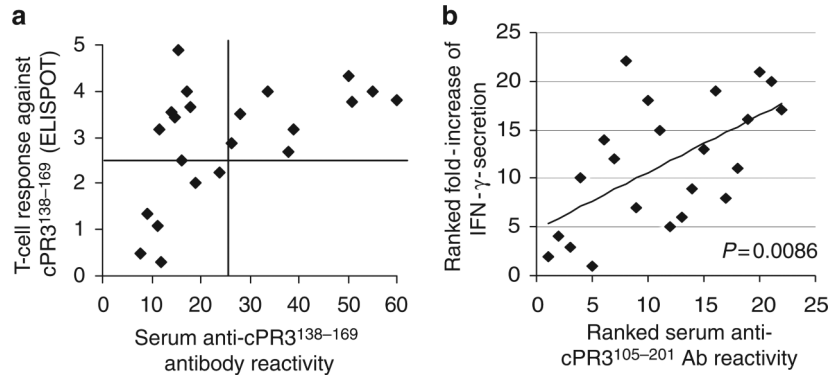 a
T-cell response against
cPR3138–169 (ELISPOT)
5
4
3
2
1
0
0 10 20 30 40 50 60
Serum anti-cPR3138–169
antibody reactivity
b
Ranked fold-increase of
IFN-γ-secretion
25
20
15
10
5
0
P=0.0086
0 5 10 15 20 25
Ranked serum anti-
cPR3105–201 Ab reactivity